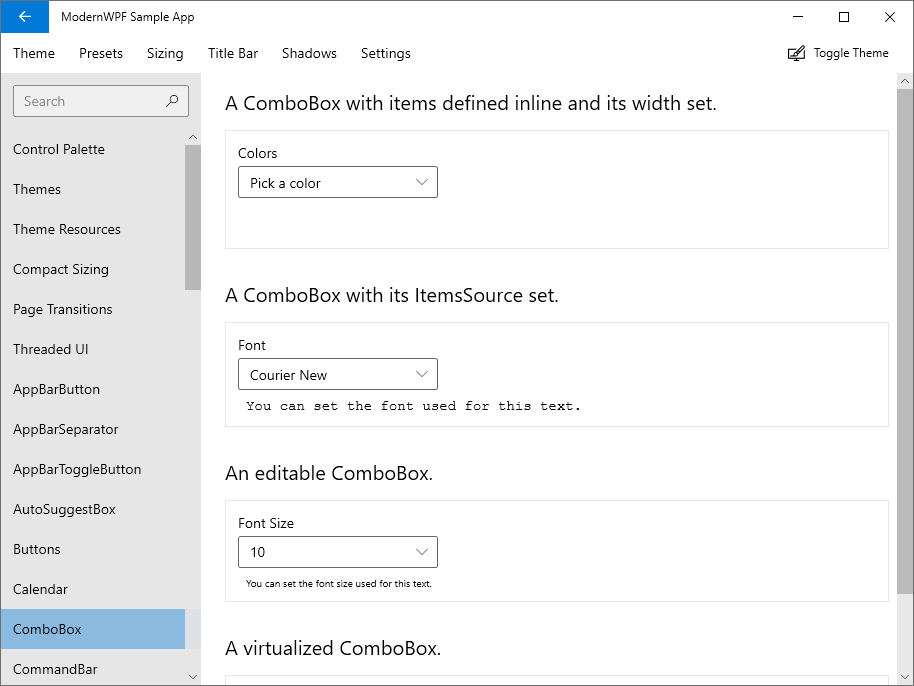 ModernWPF Sample App
Theme Presets Sizing Title Bar Shadows Settings Toggle Theme
Search
Control Palette
Themes
Theme Resources
Compact Sizing
Page Transitions
Threaded UI
AppBarButton
AppBarSeparator
AppBarToggleButton
AutoSuggestBox
Buttons
Calendar
ComboBox
CommandBar
A ComboBox with items defined inline and its width set.
Colors
Pick a color
A ComboBox with its ItemsSource set.
Font
Courier New
You can set the font used for this text.
An editable ComboBox.
Font Size
10
You can set the font size used for this text.
A virtualized ComboBox.